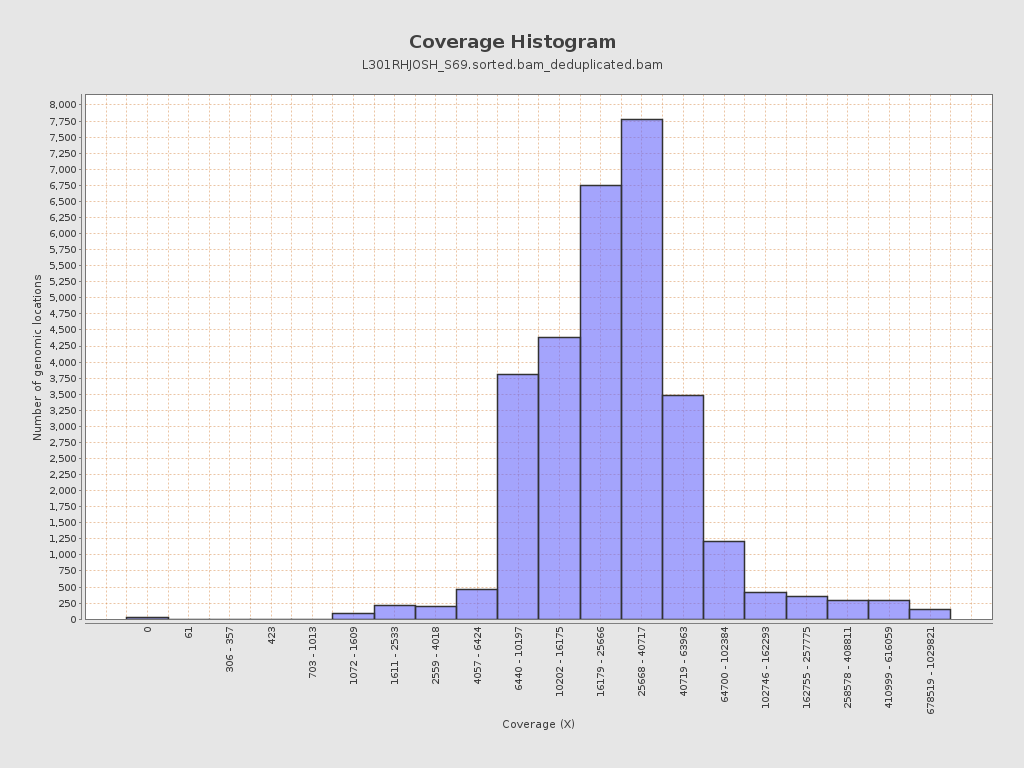 Coverage Histogram
L301RHJOSH_S69.sorted.bam_deduplicated.bam
8,000
7,750
7,500
7,250
7,000
6,750
6,500
6,250
6,000
5,750
5,500
5,250
5,000
4,750
4,500
4,250
4,000
3,750
3,500
3,250
3,000
2,750
2,500
2,250
2,000
1,750
1,500
1,250
1,000
750
500
250
0
Number of genomic locations
0
61
306 - 357
423
703 - 1013
1072 - 1609
1611 - 2533
2559 - 4018
4057 - 6424
6440 - 10197
10202 - 16175
16179 - 25666
25668 - 40717
40719 - 63963
64700 - 102384
102746 - 162293
162755 - 257775
258578 - 408811
410999 - 616059
678519 - 1029821
Coverage (X)